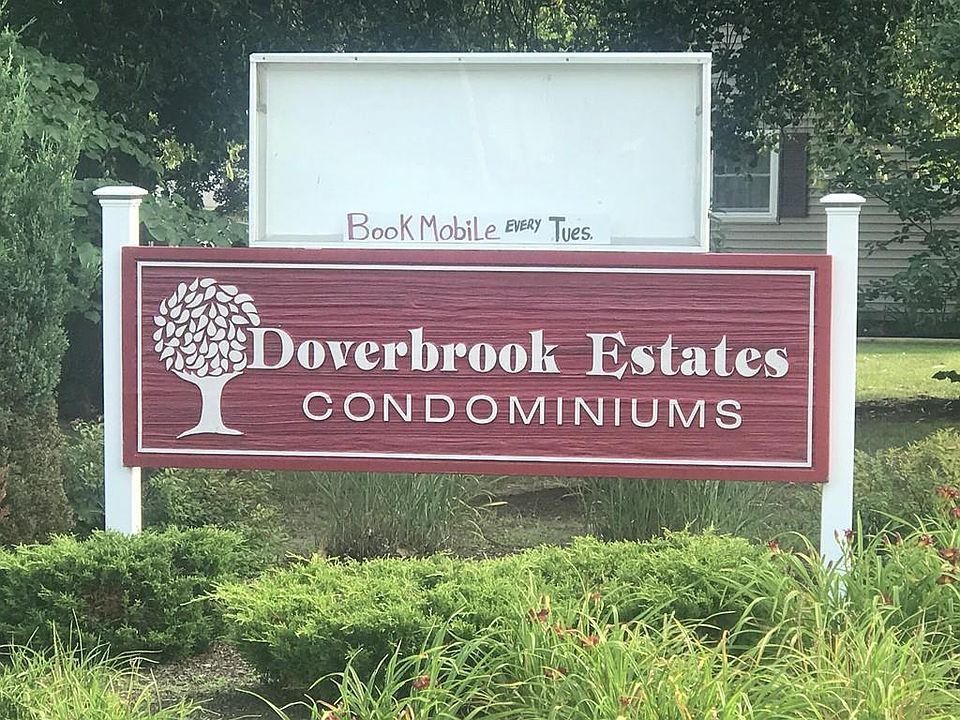 BooK MobiLe EVERY Tues.
Doverbrook Estates
CONDOMINIUMS